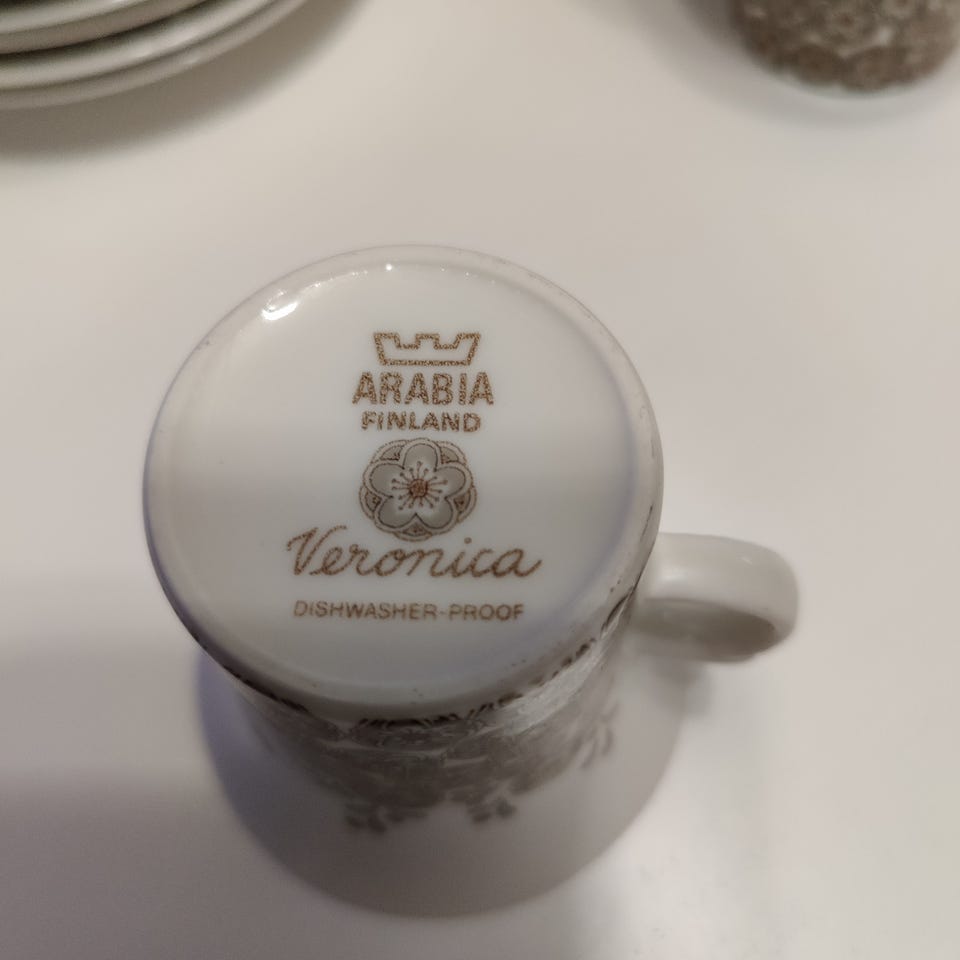 ARABIA
FINLAND
Veronica
DISHWASHER-PROOF